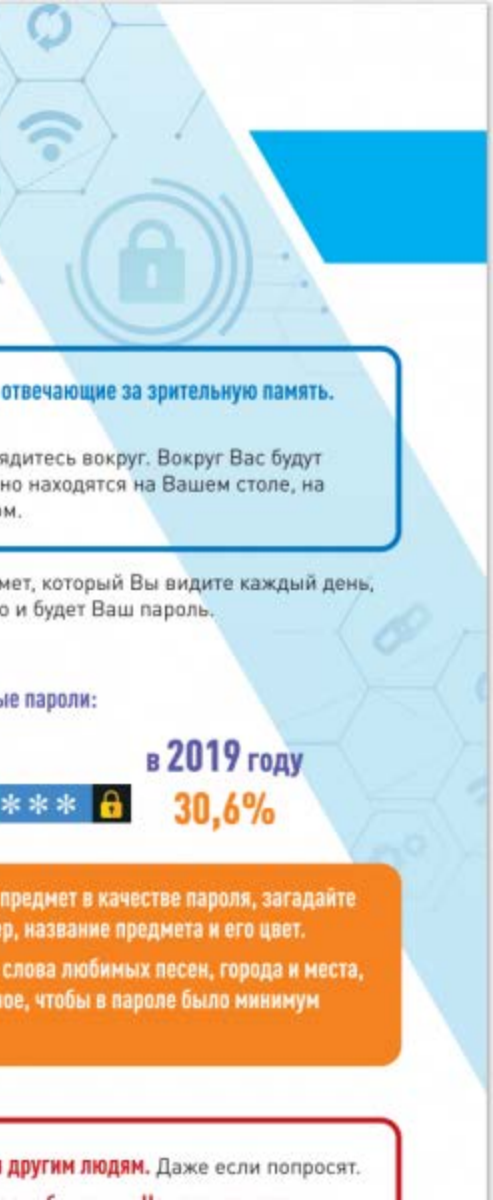 отвечающие за зрительную память.
ядитесь вокруг. Вокруг Вас будут
но находятся на Вашем столе, на
ом.
мет, который Вы видите каждый день,
о и будет Ваш пароль.
ые пароли:
в 2019 году
***
30,6%
предмет в качестве пароля, загадайте
ер, название предмета и его цвет.
слова любимых песен, города и места,
ное, чтобы в пароле было минимум
другим людям. Даже если попросят.